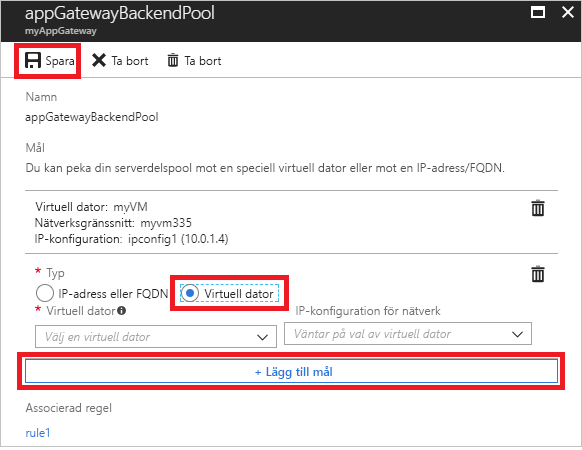 appGatewayBackendPool
myAppGateway
Spara Ta bort Ta bort
Namn
appGatewayBackendPool
Mål
Du kan peka din serverdelspool mot en speciell virtuell dator eller mot en IP-adress/FQDN.
Virtuell dator: myVM
Nätverksgränssnitt: myvm335
IP-konfiguration: ipconfig1 (10.0.1.4)
* Typ
IP-adress eller FQDN Virtuell dator
* Virtuell dator IP-konfiguration för nätverk
Välj en virtuell dator Väntar på val av virtuell dator
+ Lägg till mål
Associerad regel
rule1